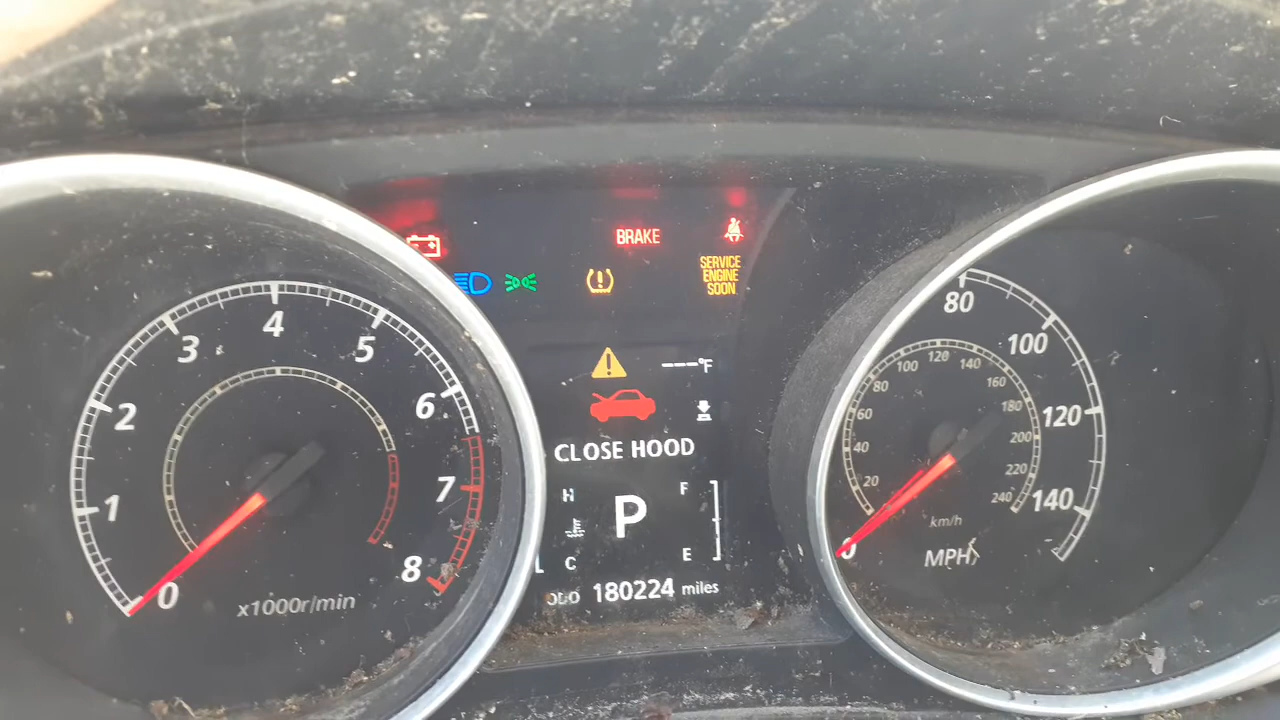 BRAKE
SERVICE
ENGINE
SOON
---°F
CLOSE HOOD
H
F
P
C
E
ODO 180224 miles
0
1
2
3
4
5
6
7
8
x1000r/min
0
80
100
120
140
MPH
20
40
60
80
100
120
140
160
180
200
220
240
km/h